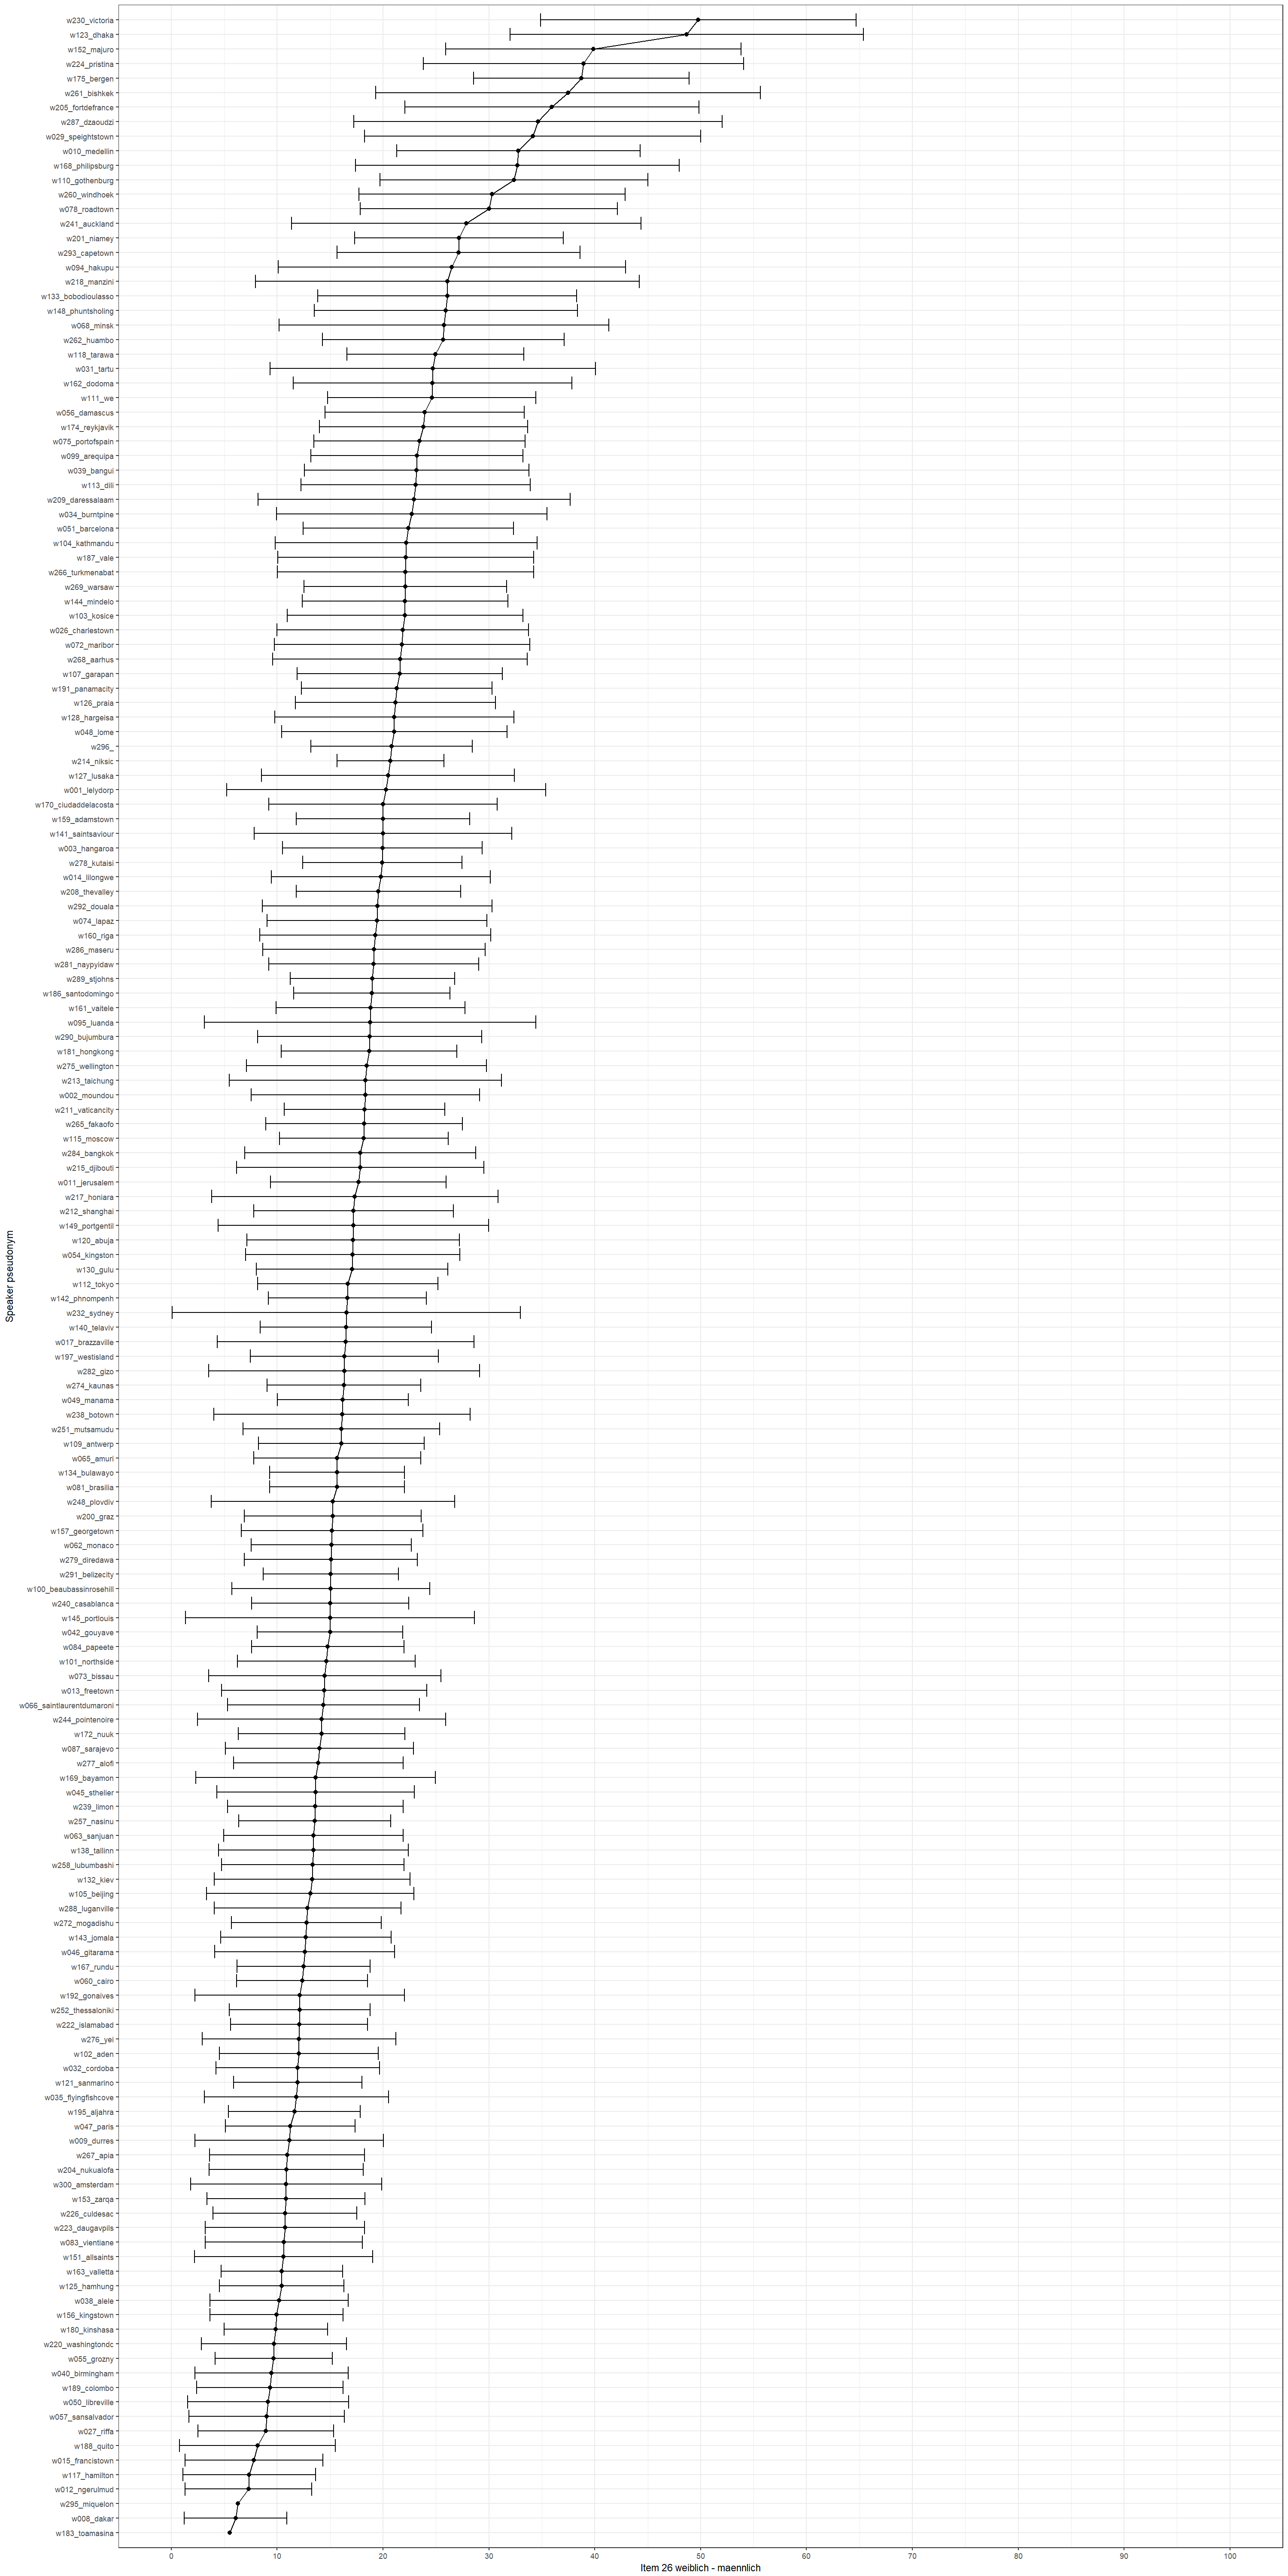 w230_victoria
w123_dhaka
w152_majuro
w224_pristina
w175_bergen
w261_bishkek
w205_fortdefrance
w287_dzaoudzi
w029_speightstown
w010_medellin
w168_philipsburg
w110_gothenburg
w260_windhoek
w078_roadtown
w241_auckland
w201_niamey
w293_capetown
w094_hakupu
w218_manzini
w133_bobodioulasso
w148_phuntsholing
w068_minsk
w262_huambo
w118_tarawa
w031_tartu
w162_dodoma
w111_we
w056_damascus
w174_reykjavik
w075_portofspain
w099_arequipa
w039_bangui
w113_dili
w209_daressalaam
w034_burntpine
w051_barcelona
w104_kathmandu
w187_vale
w266_turkmenabat
w269_warsaw
w144_mindelo
w103_kosice
w026_charlestown
w072_maribor
w268_aarhus
w107_garapan
w191_panamacity
w126_praia
w128_hargeisa
w048_lome
w296_
w214_niksic
w127_lusaka
w001_lelydorp
w170_ciudaddelacosta
w159_adamstown
w141_saintsaviour
w003_hangaroa
w278_kutaisi
w014_lilongwe
w208_thevalley
w292_douala
w074_lapaz
w160_riga
w286_maseru
w281_naypyidaw
w289_stjohns
w186_santodomingo
w161_vaitele
w095_luanda
w290_bujumbura
w181_hongkong
w275_wellington
w213_taichung
w002_moundou
w211_vaticancity
w265_fakaofo
w115_moscow
w284_bangkok
w215_djibouti
w011_jerusalem
w217_honiara
w212_shanghai
w149_portgentil
w120_abuja
w054_kingston
w130_gulu
w112_tokyo
w142_phnompenh
w232_sydney
w140_telaviv
w017_brazzaville
w197_westisland
w282_gizo
w274_kaunas
w049_manama
w238_botown
w251_mutsamudu
w109_antwerp
w065_amuri
w134_bulawayo
w081_brasilia
w248_plovdiv
w200_graz
w157_georgetown
w062_monaco
w279_diredawa
w291_belizecity
w100_beaubassinrosehill
w240_casablanca
w145_portlouis
w042_gouyave
w084_papeete
w101_northside
w073_bissau
w013_freetown
w066_saintlaurentdumaroni
w244_pointenoire
w172_nuuk
w087_sarajevo
w277_alofi
w169_bayamon
w045_sthelier
w239_limon
w257_nasinu
w063_sanjuan
w138_tallinn
w258_lubumbashi
w132_kiev
w105_beijing
w288_luganville
w272_mogadishu
w143_jomala
w046_gitarama
w167_rundu
w060_cairo
w192_gonaives
w252_thessaloniki
w222_islamabad
w276_yei
w102_aden
w032_cordoba
w121_sanmarino
w035_flyingfishcove
w195_aljahra
w047_paris
w009_durres
w267_apia
w204_nukualofa
w300_amsterdam
w153_zarqa
w226_culdesac
w223_daugavpils
w083_vientiane
w151_allsaints
w163_valletta
w125_hamhung
w038_alele
w156_kingstown
w180_kinshasa
w220_washingtondc
w055_grozny
w040_birmingham
w189_colombo
w050_libreville
w057_sansalvador
w027_riffa
w188_quito
w015_francistown
w117_hamilton
w012_ngerulmud
w295_miquelon
w008_dakar
w183_toamasina
Speaker pseudonym
0 10 20 30 40 50 60 70 80 90 100
Item 26 weiblich - maennlich